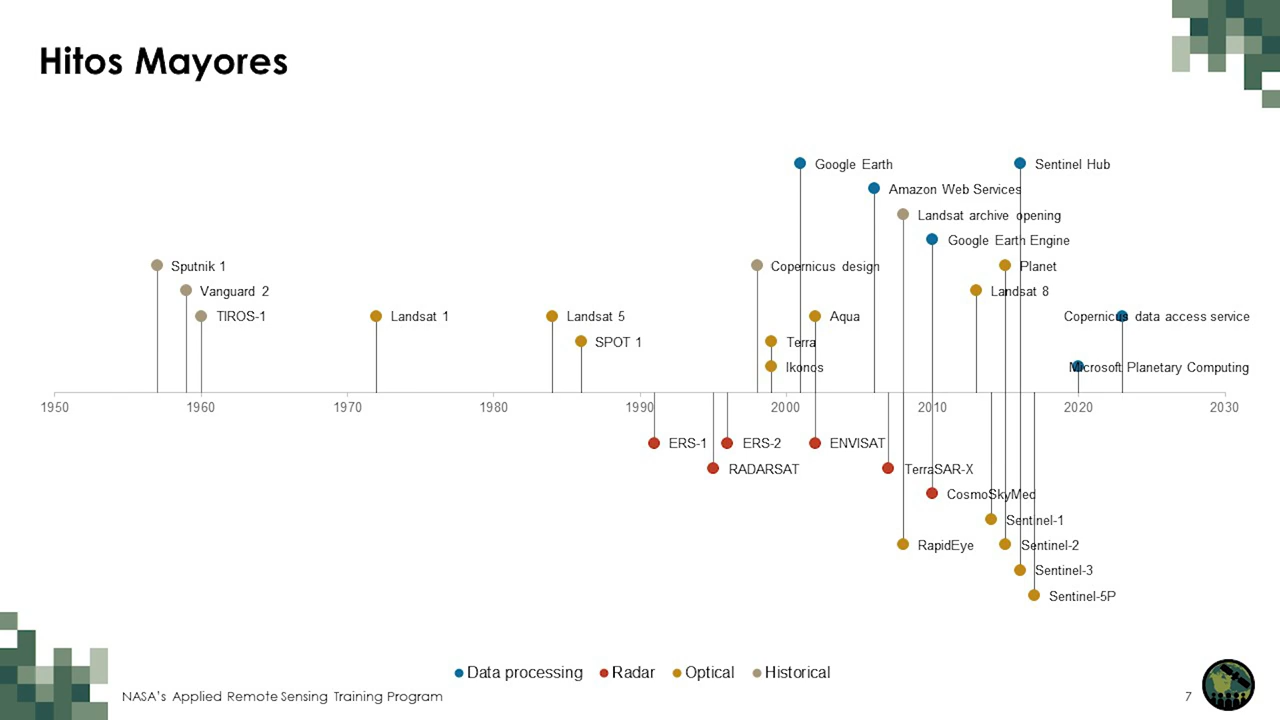 Hitos Mayores
Google Earth
Sentinel Hub
Amazon Web Services
Landsat archive opening
Google Earth Engine
Sputnik 1
Copernicus design
Planet
Vanguard 2
Landsat 8
TIROS-1
Landsat 1
Landsat 5
Aqua
Copernicus data access service
SPOT 1
Terra
Ikonos
Microsoft Planetary Computing
1950 1960 1970 1980 1990 2000 2010 2020 2030
ERS-1
ERS-2
ENVISAT
RADARSAT
TerraSAR-X
CosmoSkyMed
Sentinel-1
RapidEye
Sentinel-2
Sentinel-3
Sentinel-5P
Data processing Radar Optical Historical
NASA's Applied Remote Sensing Training Program
7